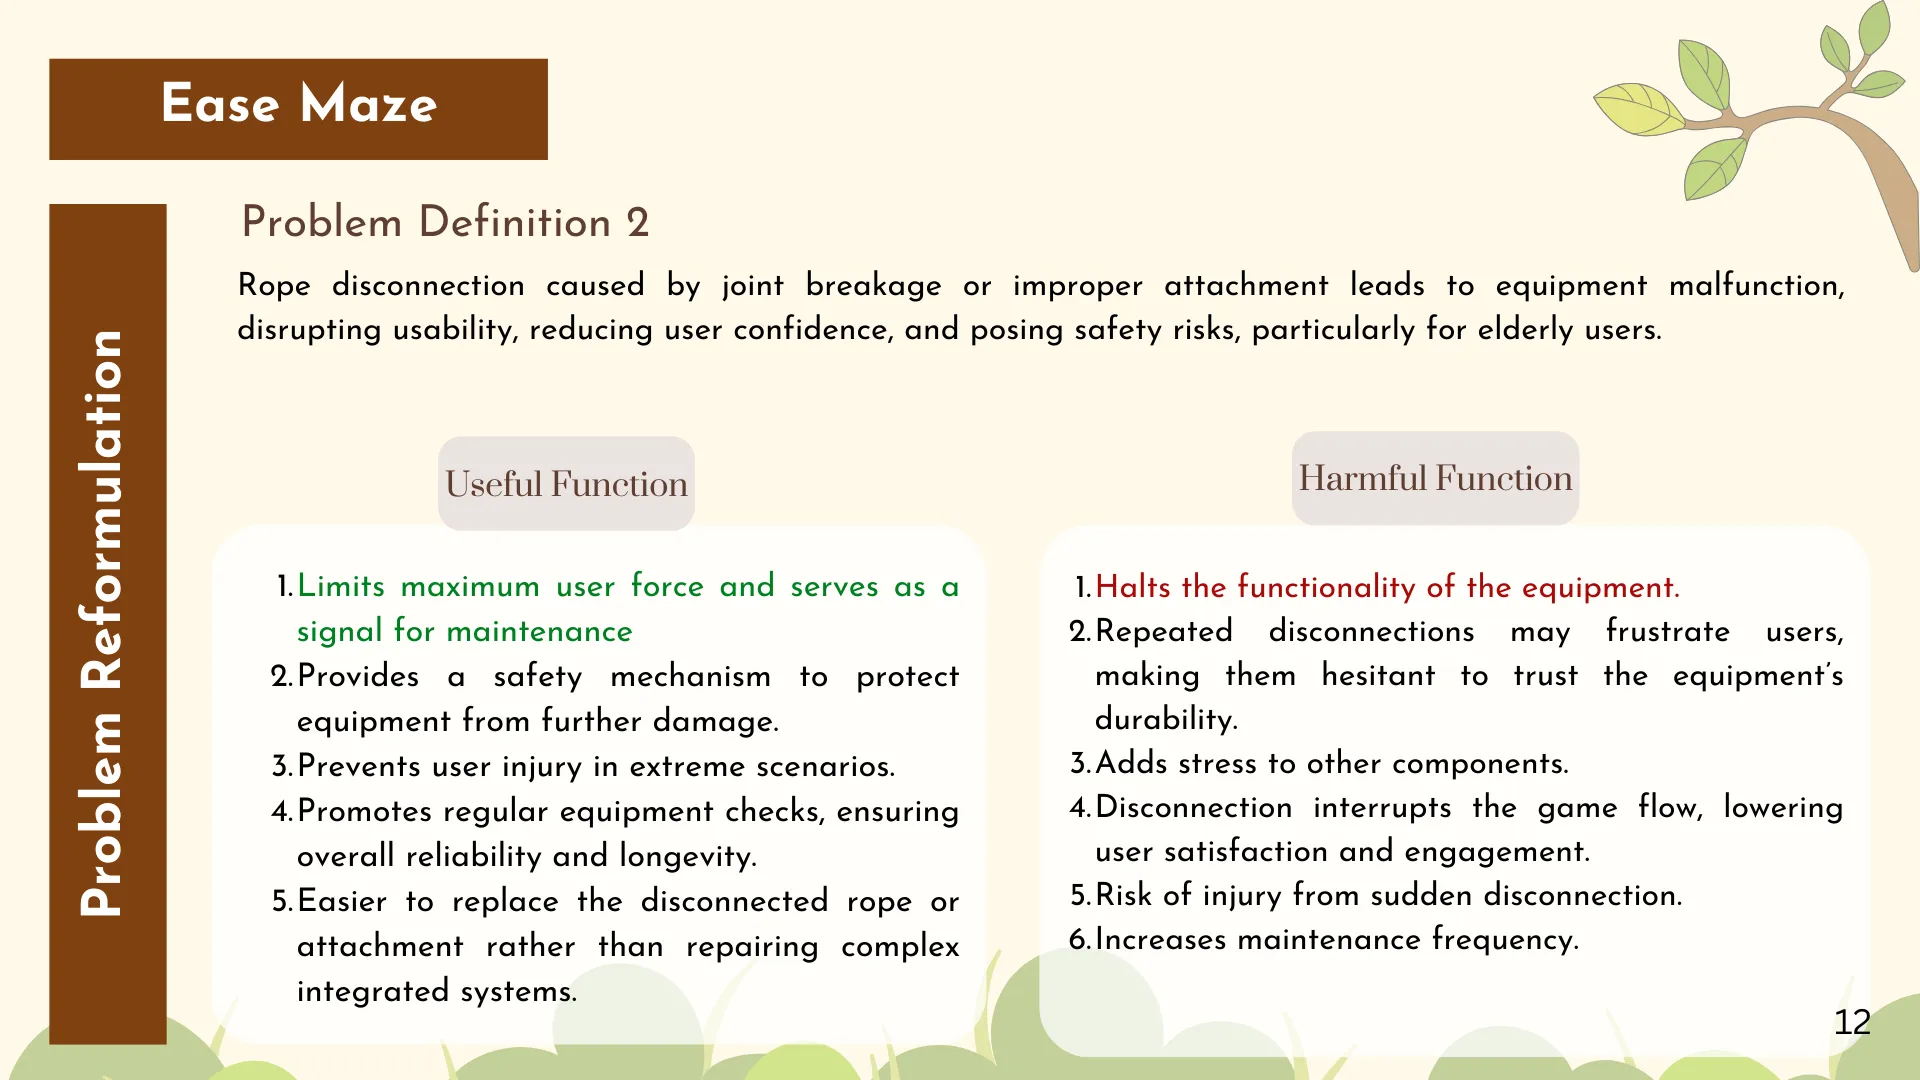 Ease Maze
Problem Reformulation
Problem Definition 2
Rope disconnection caused by joint breakage or improper attachment leads to equipment malfunction,
disrupting usability, reducing user confidence, and posing safety risks, particularly for elderly users.
Useful Function
1. Limits maximum user force and serves as a
signal for maintenance
2. Provides a safety mechanism to protect
equipment from further damage.
3. Prevents user injury in extreme scenarios.
4. Promotes regular equipment checks, ensuring
overall reliability and longevity.
5. Easier to replace the disconnected rope or
attachment rather than repairing complex
integrated systems.
Harmful Function
1. Halts the functionality of the equipment.
2. Repeated disconnections may frustrate users,
making them hesitant to trust the equipment's
durability.
3. Adds stress to other components.
4. Disconnection interrupts the game flow, lowering
user satisfaction and engagement.
5. Risk of injury from sudden disconnection.
6. Increases maintenance frequency.
12